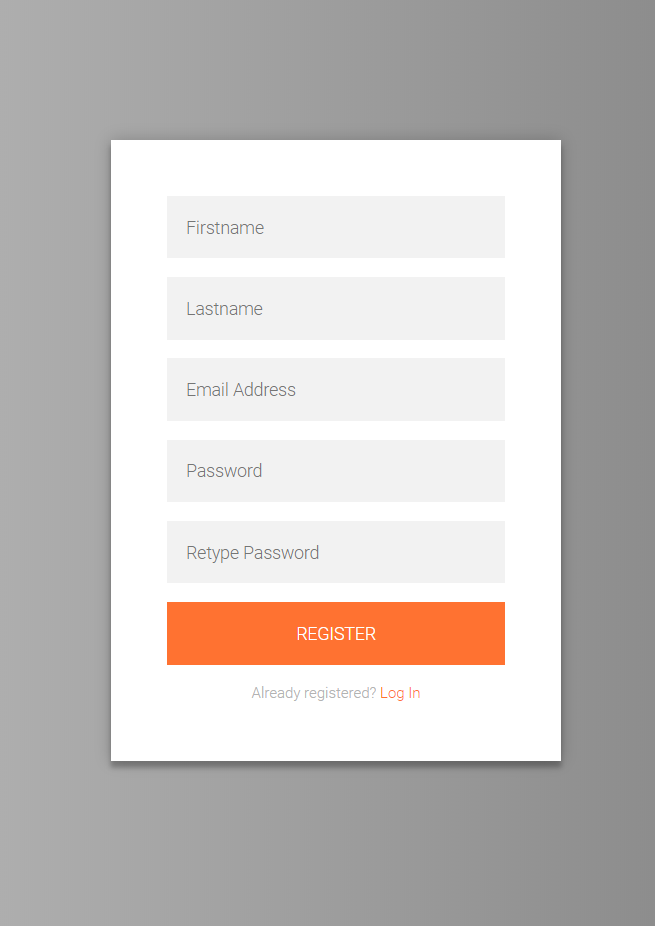 Firstname
Lastname
Email Address
Password
Retype Password
REGISTER
Already registered? Log In